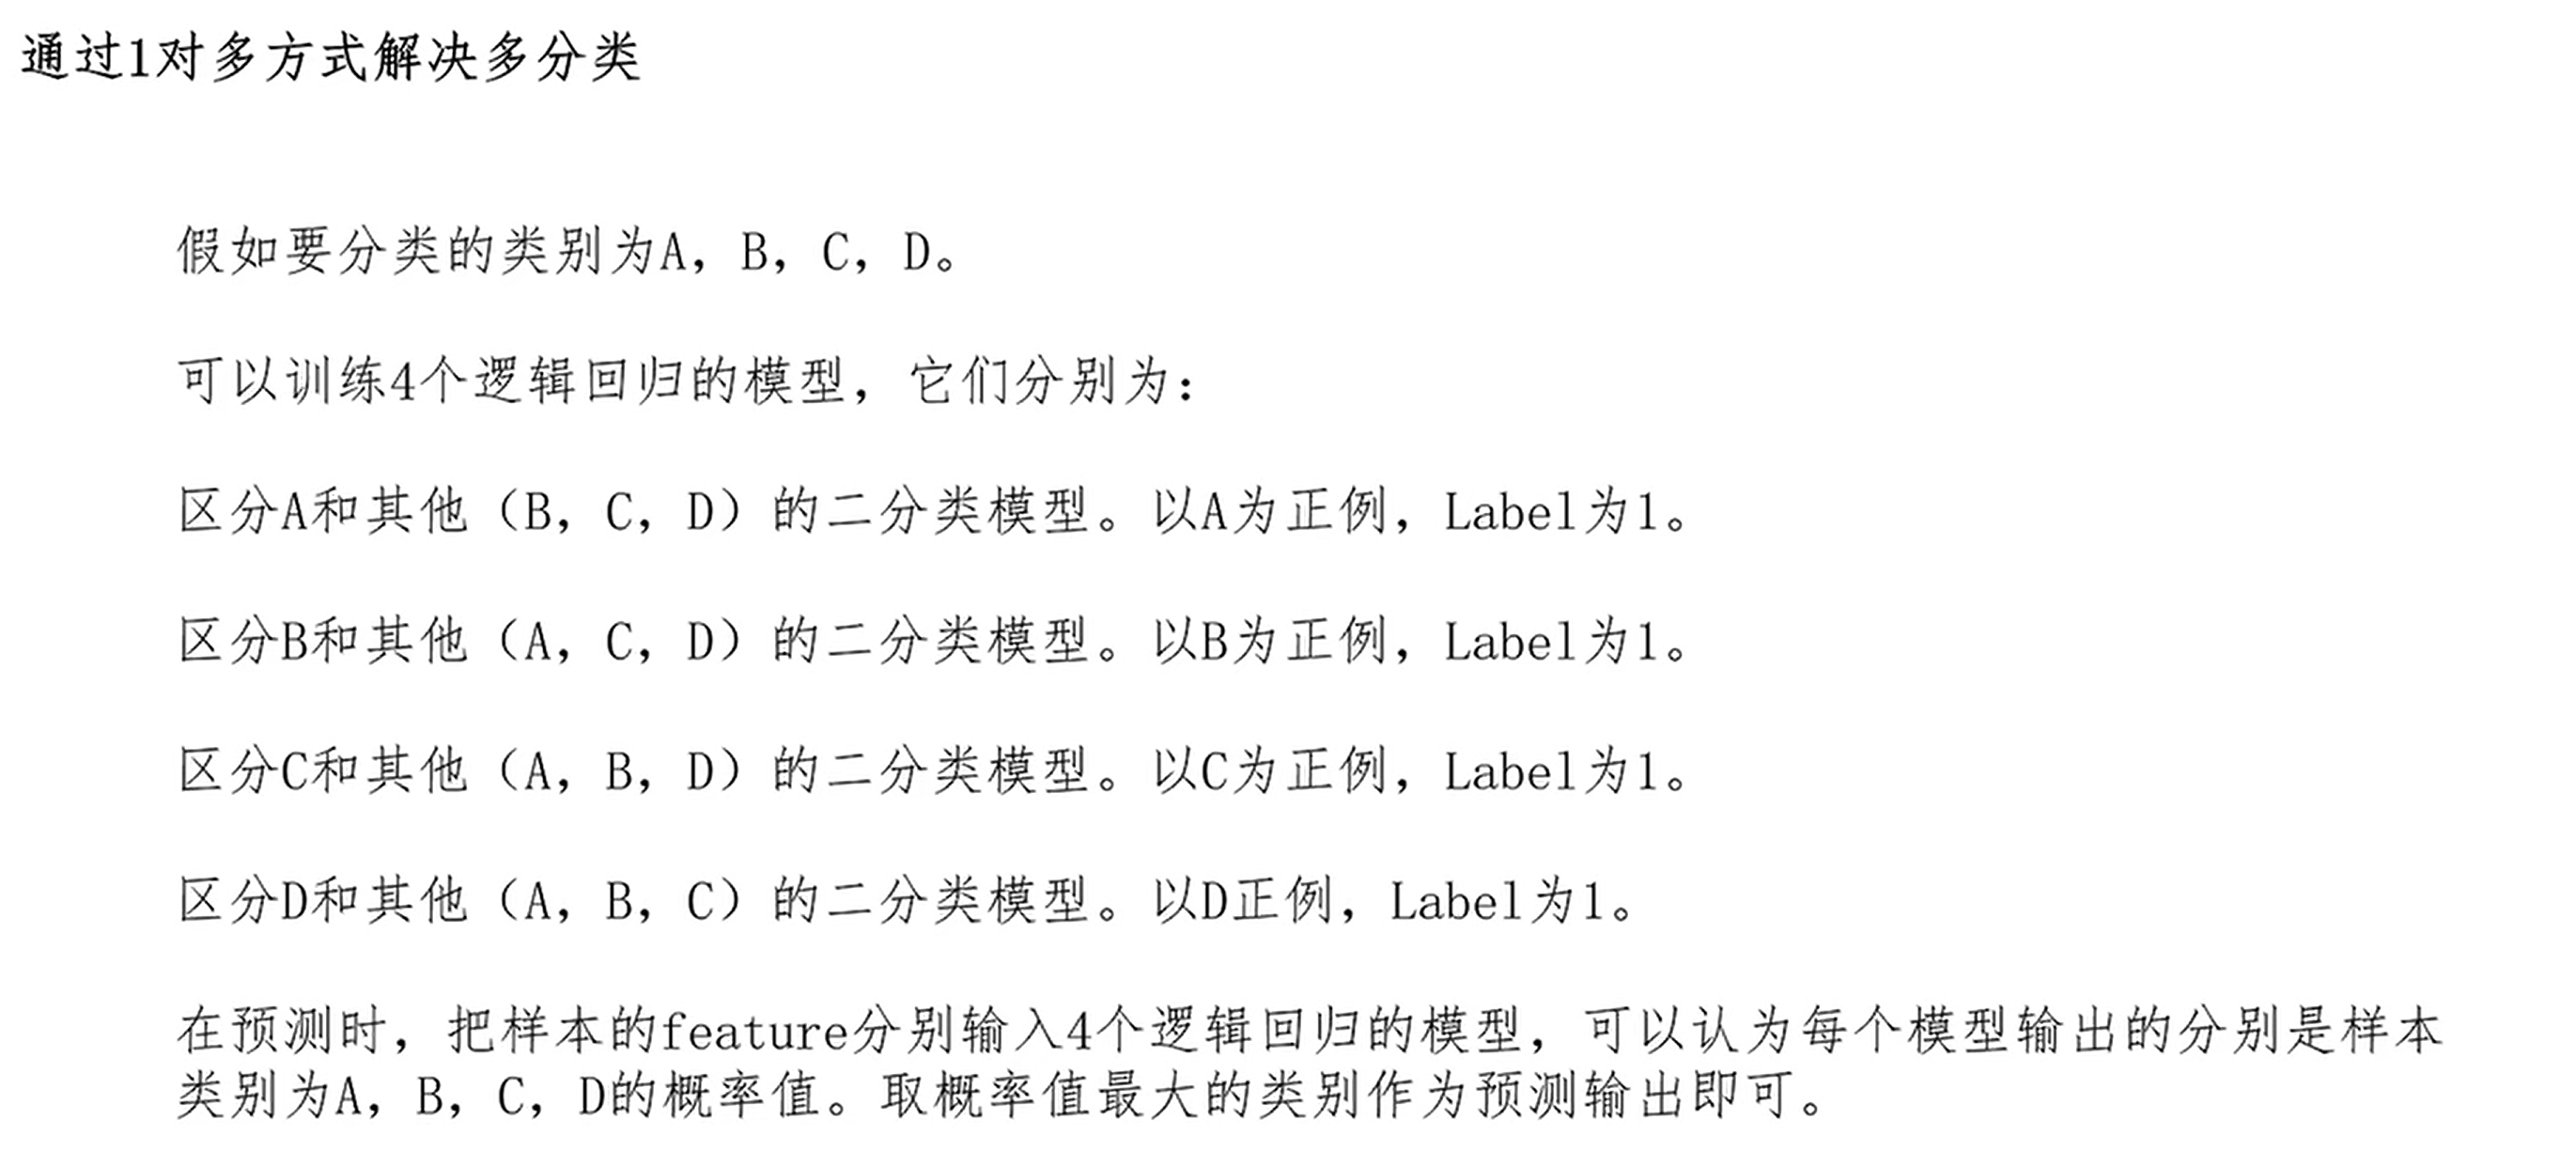 通过1对多方式解决多分类
假如要分类的类别为A，B，C，D。
可以训练4个逻辑回归的模型，它们分别为：
区分A和其他（B，C，D）的二分类模型。以A为正例，Label为1。
区分B和其他（A，C，D）的二分类模型。以B为正例，Label为1。
区分C和其他（A，B，D）的二分类模型。以C为正例，Label为1。
区分D和其他（A，B，C）的二分类模型。以D正例，Label为1。
在预测时，把样本的feature分别输入4个逻辑回归的模型，可以认为每个模型输出的分别是样本
类别为A，B，C，D的概率值。取概率值最大的类别作为预测输出即可。